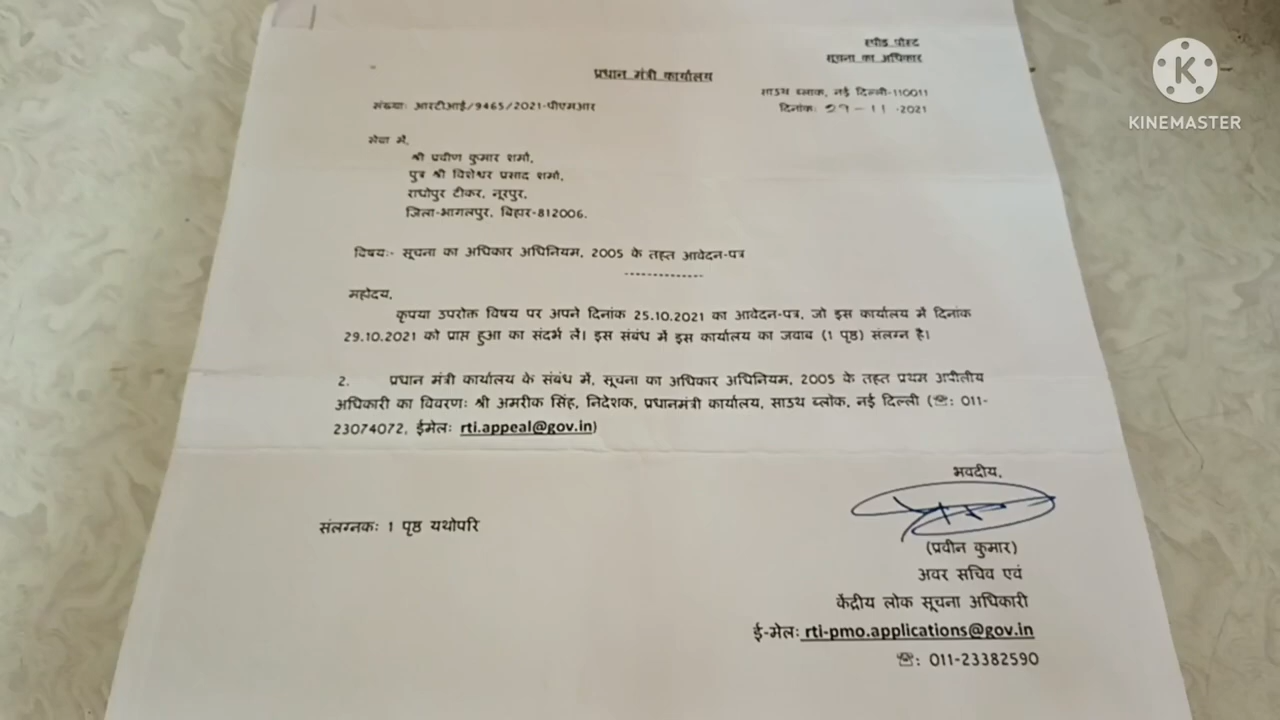 स्पीड पोस्ट
सूचना का अधिकार
प्रधान मंत्री कार्यालय
साउथ ब्लाक, नई दिल्ली-110011
संख्याः आरटीआई/9465/2021-पीएमआर
दिनांकः 29-11-2021
सेवा में,
श्री प्रवीण कुमार शर्मा,
पुत्र श्री विशेश्वर प्रसाद शर्मा,
राधोपुर टीकर, नूरपुर,
जिला-भागलपुर, बिहार-812006.
विषयः- सूचना का अधिकार अधिनियम, 2005 के तहत आवेदन-पत्र
------------
महोदय,
कृपया उपरोक्त विषय पर अपने दिनांक 25.10.2021 का आवेदन-पत्र, जो इस कार्यालय में दिनांक
29.10.2021 को प्राप्त हुआ का संदर्भ लें। इस संबंध में इस कार्यालय का जवाब (1 पृष्ठ) संलग्न है।
2. प्रधान मंत्री कार्यालय के संबंध में, सूचना का अधिकार अधिनियम, 2005 के तहत प्रथम अपीलीय
अधिकारी का विवरणः श्री अमरीक सिंह, निदेशक, प्रधानमंत्री कार्यालय, साउथ ब्लोक, नई दिल्ली (☏: 011-
23074072, ईमेलः rti.appeal@gov.in)
भवदीय,
संलग्नकः 1 पृष्ठ यथोपरि
(प्रवीन कुमार)
अवर सचिव एवं
केंद्रीय लोक सूचना अधिकारी
ई-मेलः rti-pmo.applications@gov.in
☏: 011-23382590
K
KINEMASTER